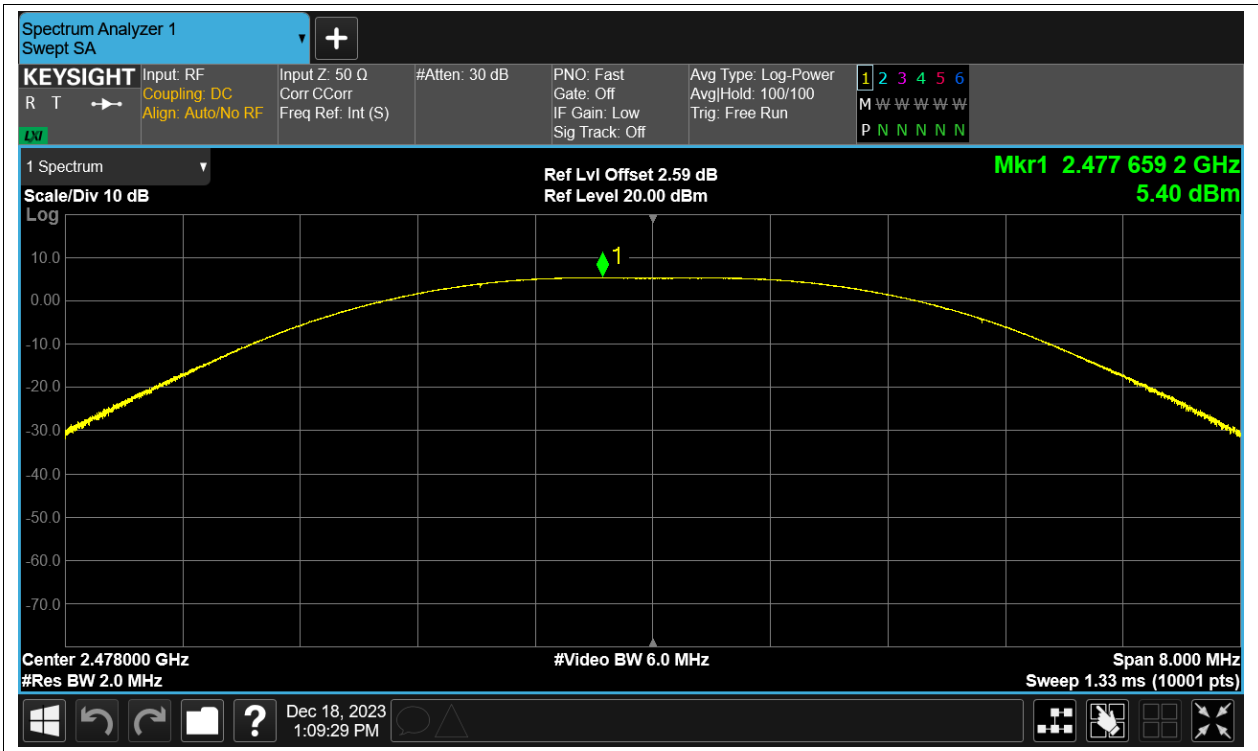 Spectrum Analyzer 1
Swept SA
KEYSIGHT
R T
LXI
Input: RF
Coupling: DC
Align: Auto/No RF
Input Z: 50 Ω
Corr CCorr
Freq Ref: Int (S)
#Atten: 30 dB
PNO: Fast
Gate: Off
IF Gain: Low
Sig Track: Off
Avg Type: Log-Power
Avg|Hold: 100/100
Trig: Free Run
1 2 3 4 5 6
M W W W W W
P N N N N N
1 Spectrum
Scale/Div 10 dB
Log
Ref Lvl Offset 2.59 dB
Ref Level 20.00 dBm
Mkr1 2.477 659 2 GHz
5.40 dBm
1
10.0
0.00
-10.0
-20.0
-30.0
-40.0
-50.0
-60.0
-70.0
Center 2.478000 GHz
#Res BW 2.0 MHz
#Video BW 6.0 MHz
Span 8.000 MHz
Sweep 1.33 ms (10001 pts)
?
Dec 18, 2023
1:09:29 PM